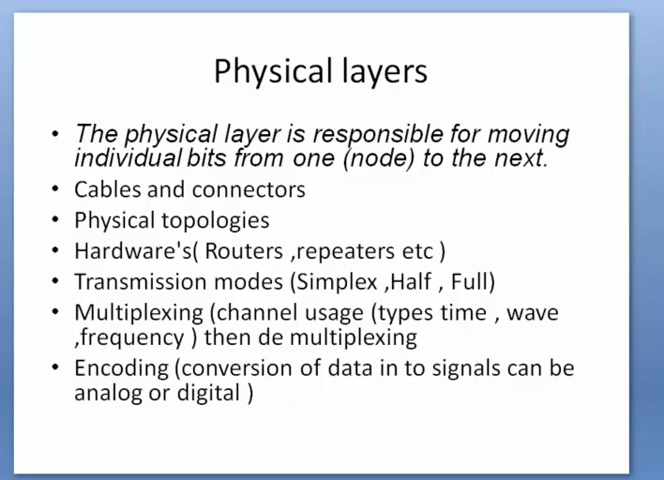 Physical layers
• The physical layer is responsible for moving
individual bits from one (node) to the next.
• Cables and connectors
• Physical topologies
• Hardware's( Routers ,repeaters etc )
• Transmission modes (Simplex ,Half , Full)
• Multiplexing (channel usage (types time , wave
,frequency ) then de multiplexing
• Encoding (conversion of data in to signals can be
analog or digital )